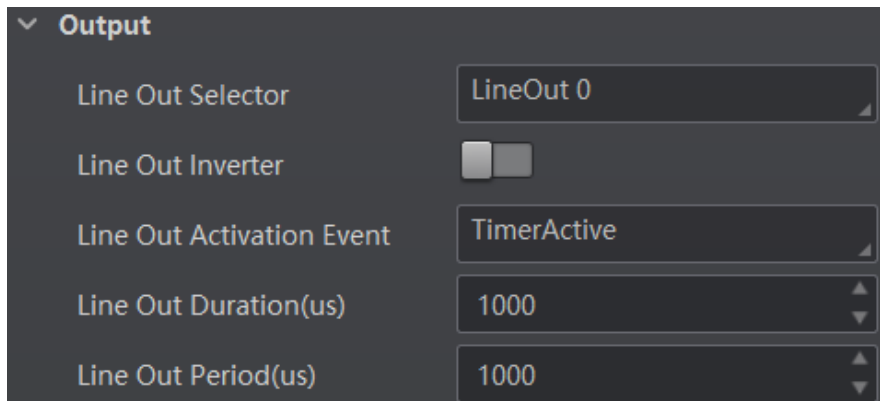 Output
Line Out Selector LineOut 0
Line Out Inverter
Line Out Activation Event TimerActive
Line Out Duration(us) 1000
Line Out Period(us) 1000